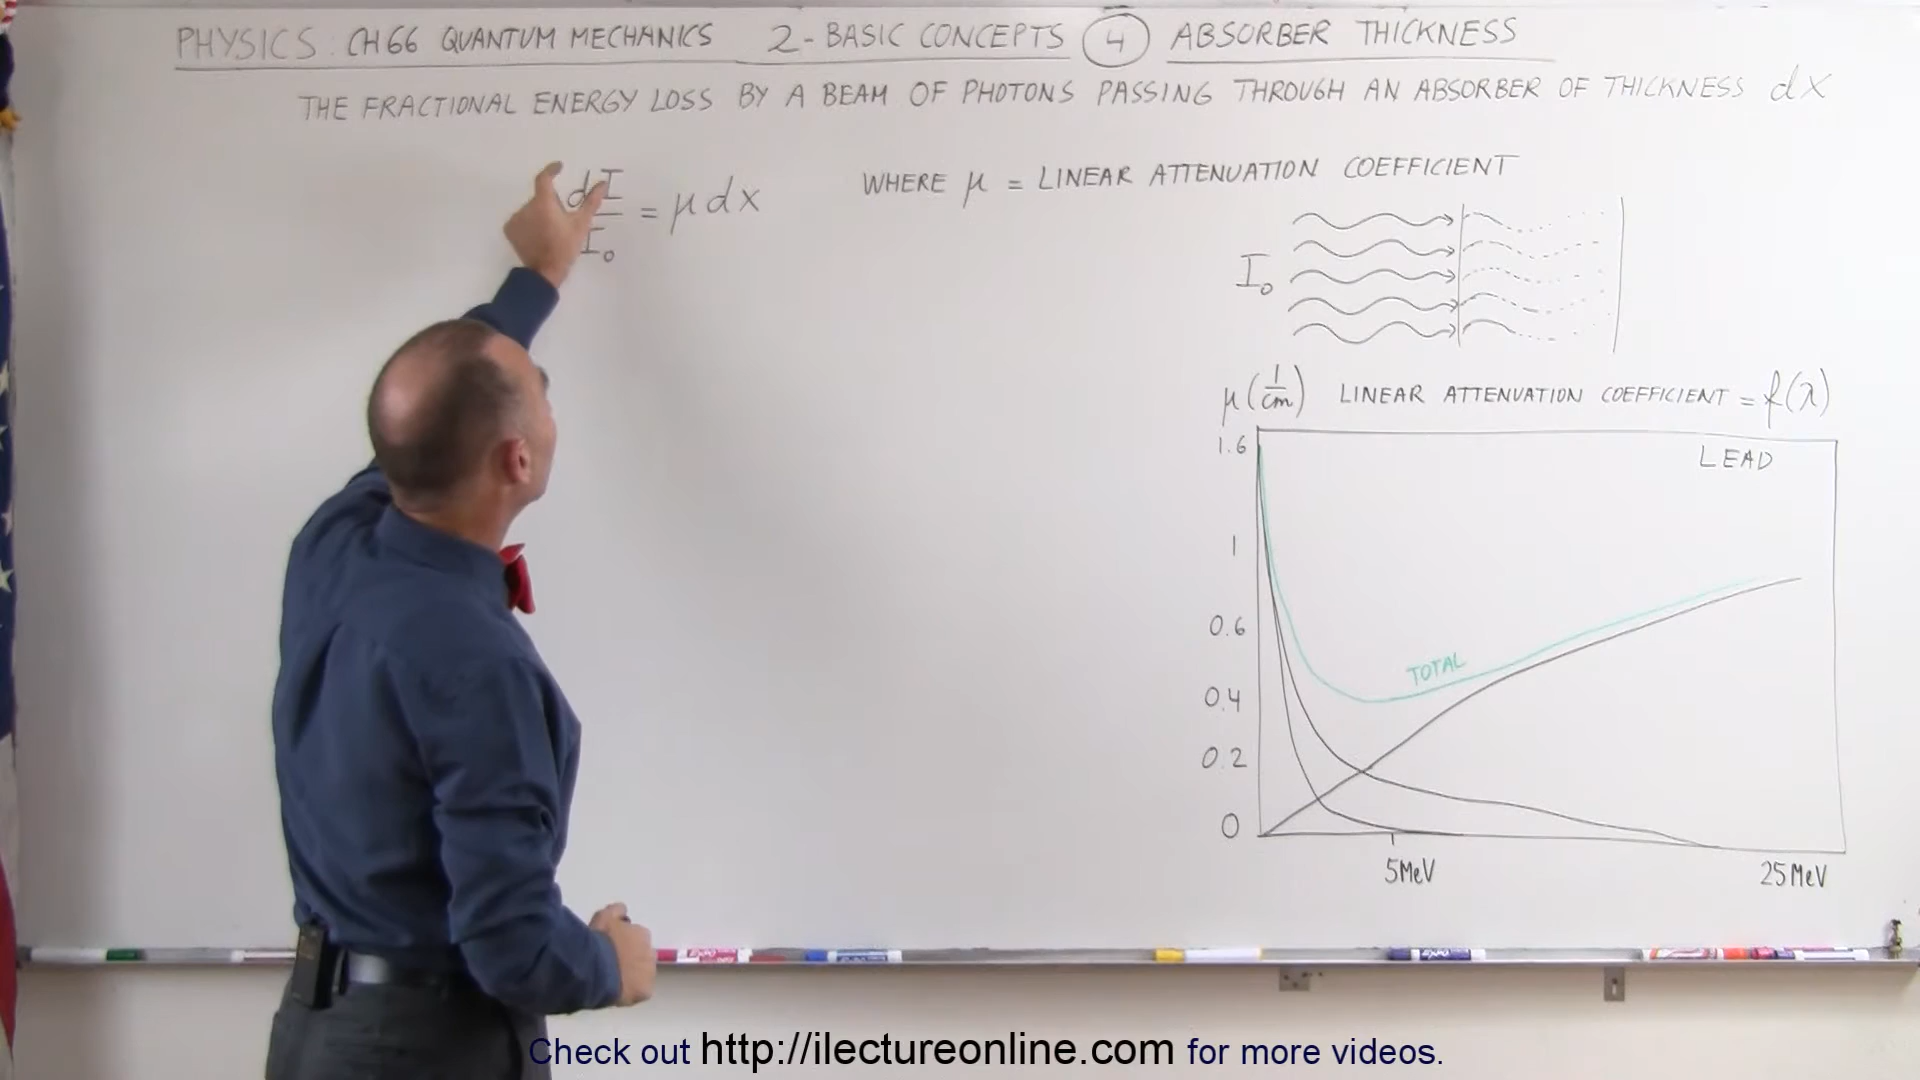 PHYSICS: CH66 QUANTUM MECHANICS 2-BASIC CONCEPTS 4 ABSORBER THICKNESS
THE FRACTIONAL ENERGY LOSS BY A BEAM OF PHOTONS PASSING THROUGH AN ABSORBER OF THICKNESS dx
dI/I₀ = μ dx WHERE μ = LINEAR ATTENUATION COEFFICIENT
I₀
μ(1/cm) LINEAR ATTENUATION COEFFICIENT = f(λ)
1.6
LEAD
1
0.6
TOTAL
0.4
0.2
0
5MeV 25MeV
Check out http://ilectureonline.com for more videos.